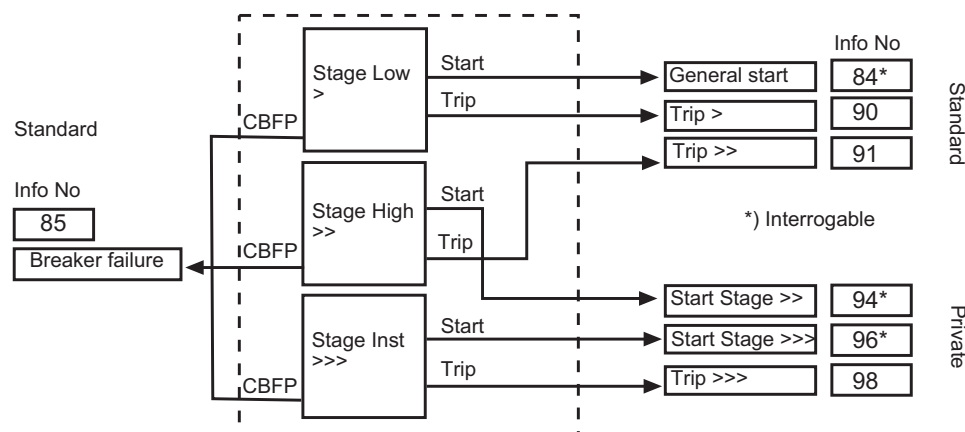 Standard
Info No
85
Breaker failure
CBFP
CBFP
CBFP
Stage Low
>
Stage High
>>
Stage Inst
>>>
Start
Trip
Start
Trip
Start
Trip
Info No
General start 84*
Trip > 90
Trip >> 91
Standard
*) Interrogable
Start Stage >> 94*
Start Stage >>> 96*
Trip >>> 98
Private